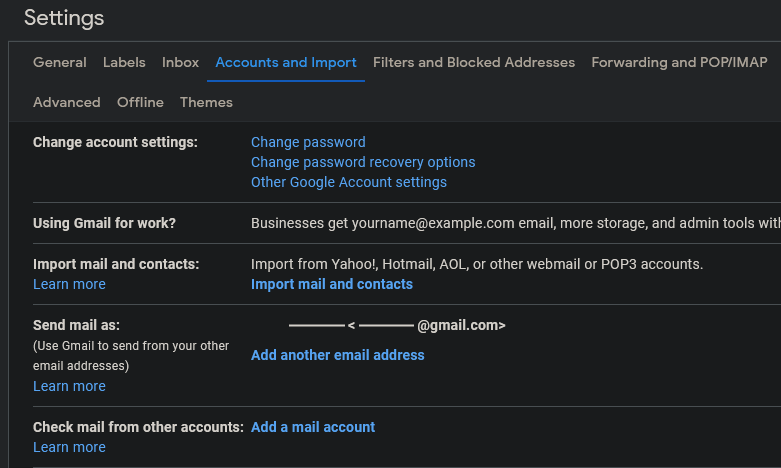 Settings
General Labels Inbox Accounts and Import Filters and Blocked Addresses Forwarding and POP/IMAP
Advanced Offline Themes
Change account settings: Change password
Change password recovery options
Other Google Account settings
Using Gmail for work? Businesses get yourname@example.com email, more storage, and admin tools with
Import mail and contacts: Import from Yahoo!, Hotmail, AOL, or other webmail or POP3 accounts.
Learn more Import mail and contacts
Send mail as: < @gmail.com>
(Use Gmail to send from your other
email addresses) Add another email address
Learn more
Check mail from other accounts: Add a mail account
Learn more